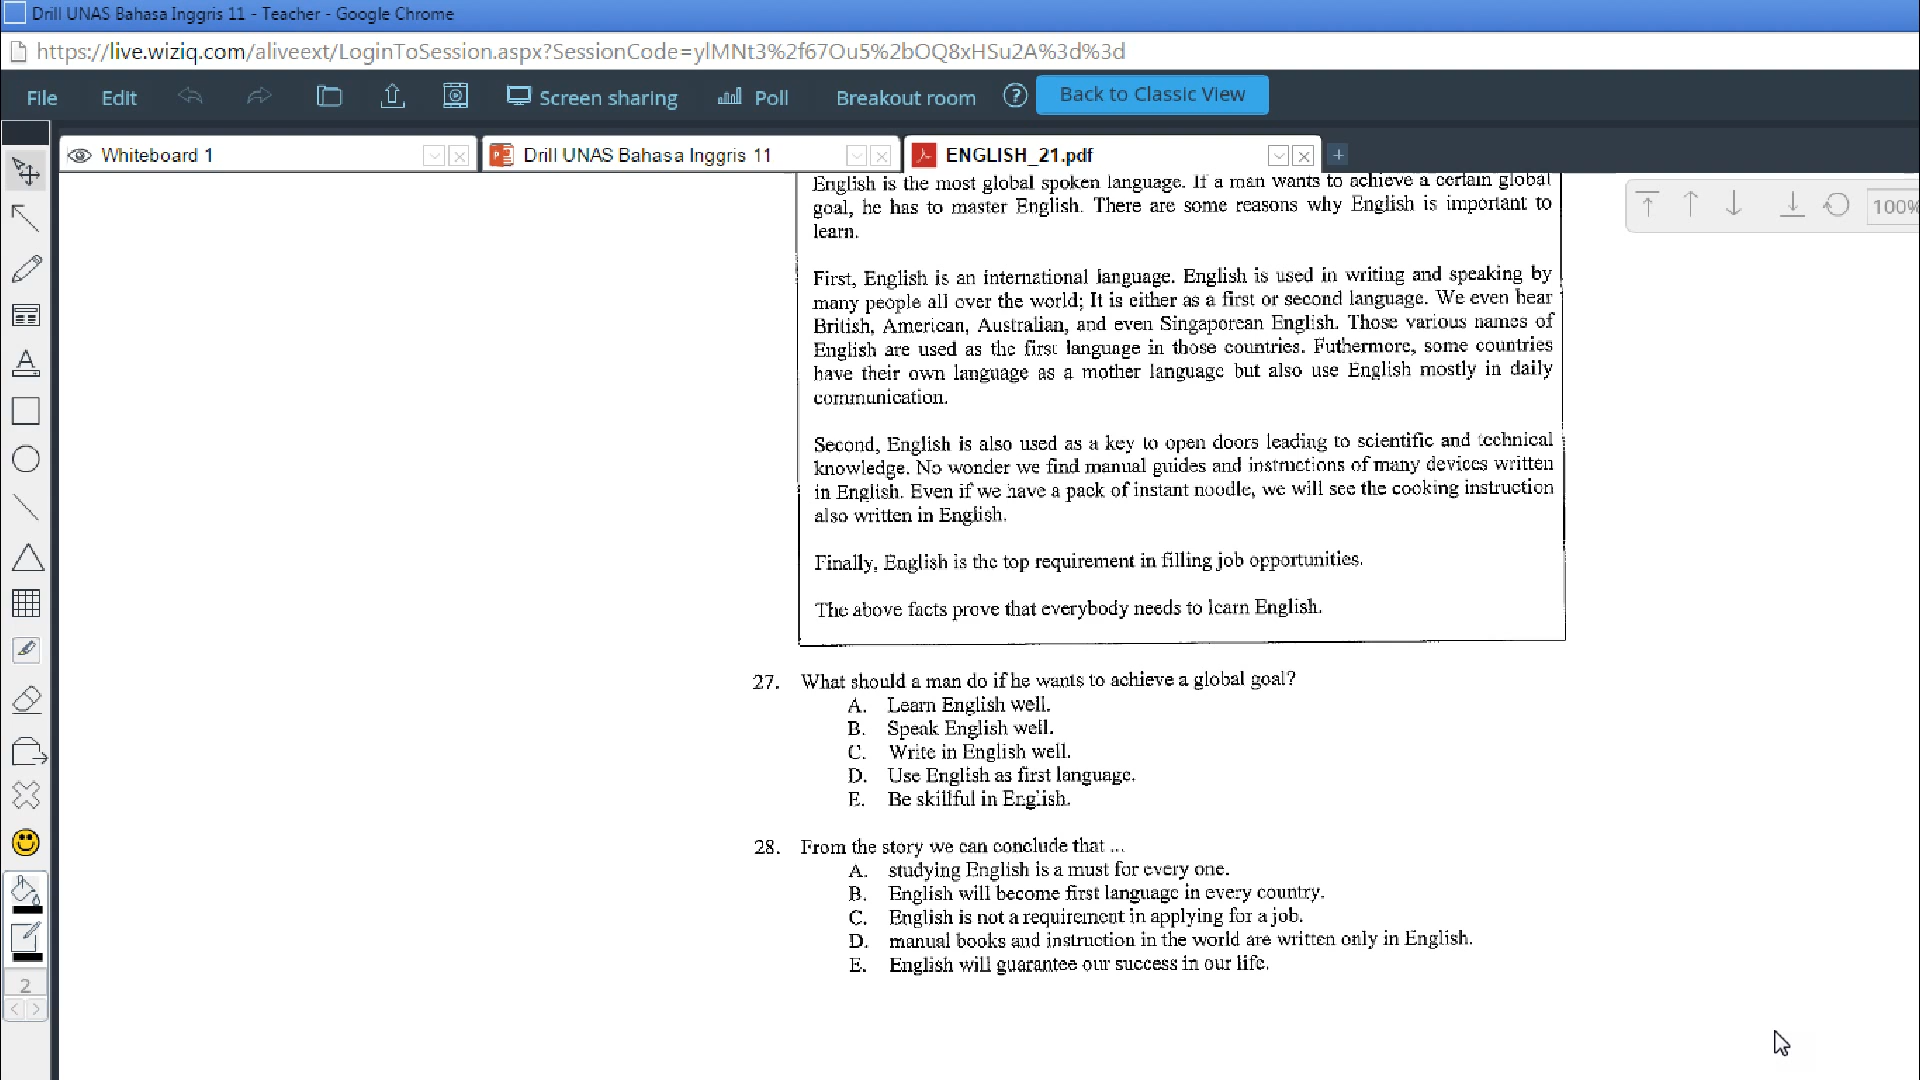 Drill UNAS Bahasa Inggris 11 - Teacher - Google Chrome
https://live.wiziq.com/aliveext/LoginToSession.aspx?SessionCode=ylMNt3%2f67Ou5%2bOQ8xHSu2A%3d%3d
File Edit Screen sharing Poll Breakout room ? Back to Classic View
Whiteboard 1 Drill UNAS Bahasa Inggris 11 ENGLISH_21.pdf +
100%
English is the most global spoken language. If a man wants to achieve a certain global
goal, he has to master English. There are some reasons why English is important to
learn.
First, English is an international language. English is used in writing and speaking by
many people all over the world; It is either as a first or second language. We even hear
British, American, Australian, and even Singaporean English. Those various names of
English are used as the first language in those countries. Futhermore, some countries
have their own language as a mother language but also use English mostly in daily
communication.
Second, English is also used as a key to open doors leading to scientific and technical
knowledge. No wonder we find manual guides and instructions of many devices written
in English. Even if we have a pack of instant noodle, we will see the cooking instruction
also written in English.
Finally, English is the top requirement in filling job opportunities.
The above facts prove that everybody needs to learn English.
27. What should a man do if he wants to achieve a global goal?
A. Learn English well.
B. Speak English well.
C. Write in English well.
D. Use English as first language.
E. Be skillful in English.
28. From the story we can conclude that ...
A. studying English is a must for every one.
B. English will become first language in every country.
C. English is not a requirement in applying for a job.
D. manual books and instruction in the world are written only in English.
E. English will guarantee our success in our life.
2